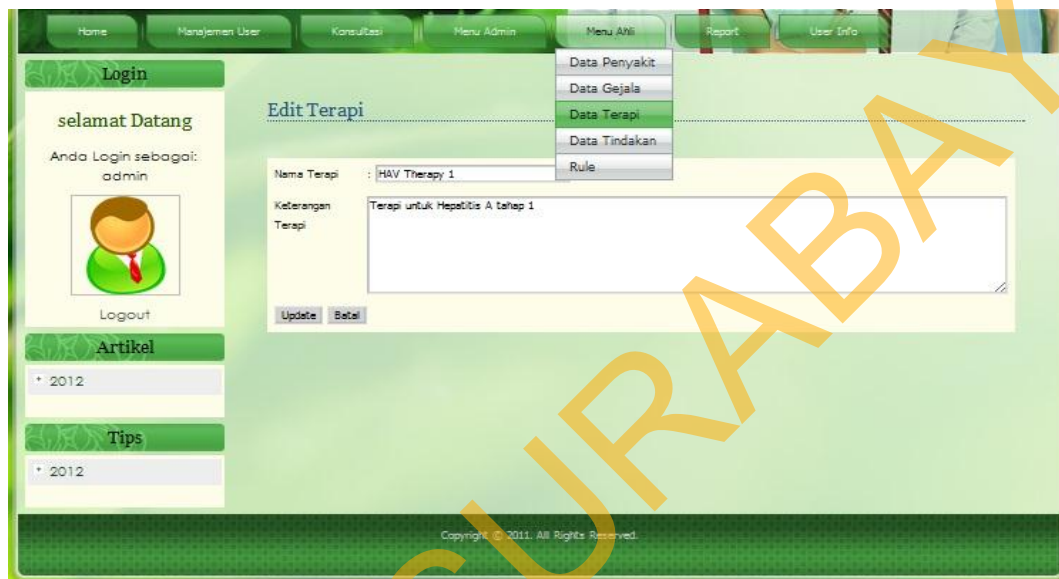 Home Manajemen User Konsultasi Menu Admin Menu Ahli Report User Info
Data Penyakit
Data Gejala
Data Terapi
Data Tindakan
Rule
Login
selamat Datang
Anda Login sebagai:
admin
Logout
Artikel
2012
Tips
2012
Edit Terapi
Nama Terapi : HAV Therapy 1
Keterangan Terapi untuk Hepatitis A tahap 1
Terapi
Update Batal
Copyright © 2011. All Rights Reserved.
SURABAY